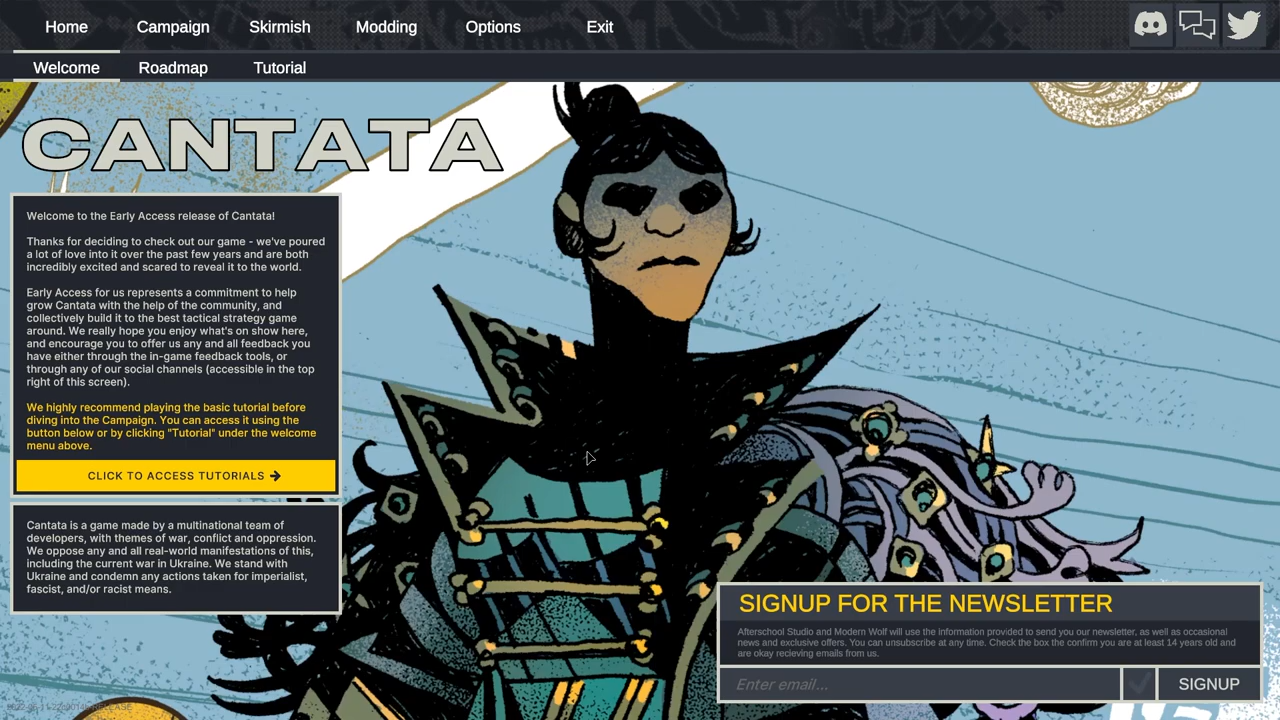 Home Campaign Skirmish Modding Options Exit
Welcome Roadmap Tutorial
CANTATA
Welcome to the Early Access release of Cantata!
Thanks for deciding to check out our game - we've poured
a lot of love into it over the past few years and are both
incredibly excited and scared to reveal it to the world.
Early Access for us represents a commitment to help
grow Cantata with the help of the community, and
collectively build it to the best tactical strategy game
around. We really hope you enjoy what's on show here,
and encourage you to offer us any and all feedback you
have either through the in-game feedback tools, or
through any of our social channels (accessible in the top
right of this screen).
We highly recommend playing the basic tutorial before
diving into the Campaign. You can access it using the
button below or by clicking "Tutorial" under the welcome
menu above.
CLICK TO ACCESS TUTORIALS
Cantata is a game made by a multinational team of
developers, with themes of war, conflict and oppression.
We oppose any and all real-world manifestations of this,
including the current war in Ukraine. We stand with
Ukraine and condemn any actions taken for imperialist,
fascist, and/or racist means.
SIGNUP FOR THE NEWSLETTER
Afterschool Studio and Modern Wolf will use the information provided to send you our newsletter, as well as occasional
news and exclusive offers. You can unsubscribe at any time. Check the box the confirm you are at least 14 years old and
are okay recieving emails from us.
Enter email...
SIGNUP